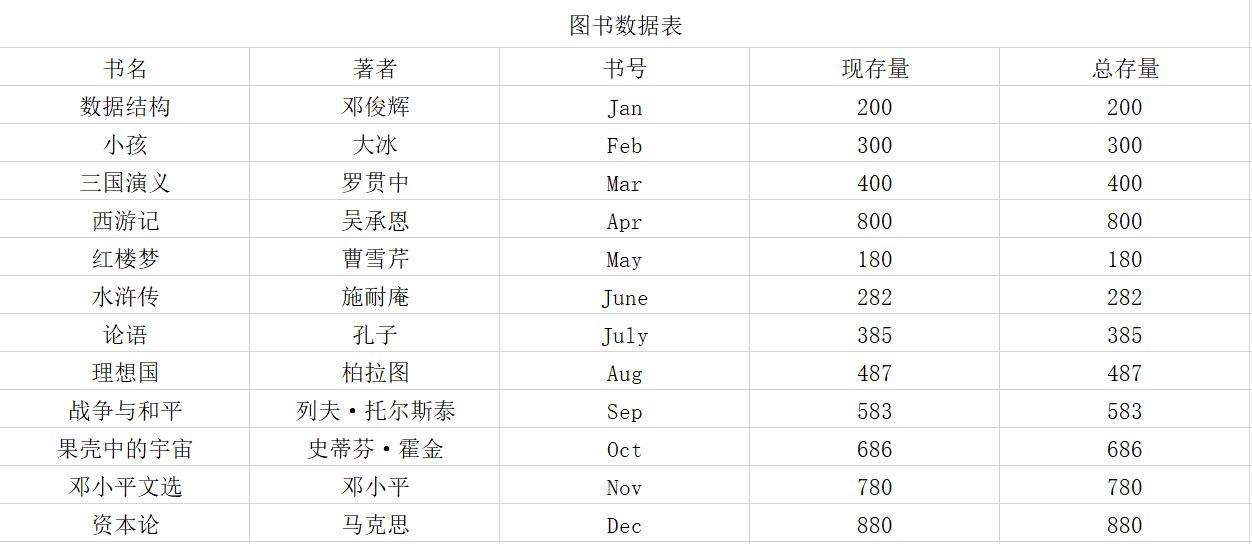 图书数据表
书名 著者 书号 现存量 总存量
数据结构 邓俊辉 Jan 200 200
小孩 大冰 Feb 300 300
三国演义 罗贯中 Mar 400 400
西游记 吴承恩 Apr 800 800
红楼梦 曹雪芹 May 180 180
水浒传 施耐庵 June 282 282
论语 孔子 July 385 385
理想国 柏拉图 Aug 487 487
战争与和平 列夫·托尔斯泰 Sep 583 583
果壳中的宇宙 史蒂芬·霍金 Oct 686 686
邓小平文选 邓小平 Nov 780 780
资本论 马克思 Dec 880 880